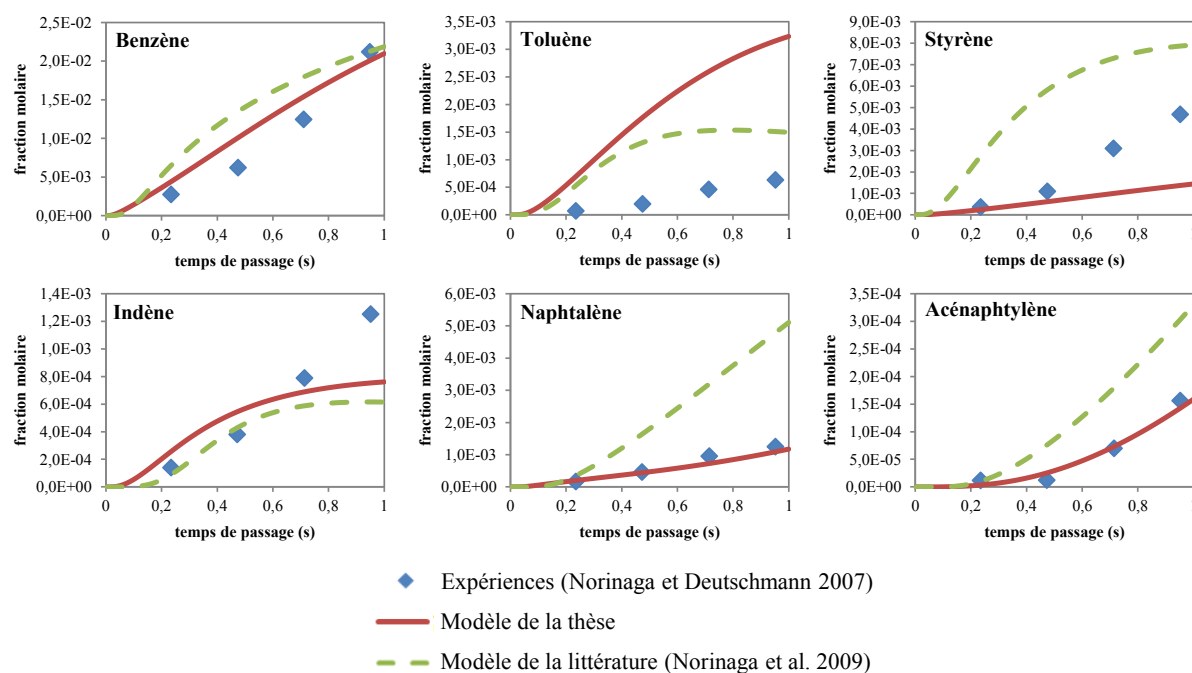 Benzène
fraction molaire
2,5E-02
2,0E-02
1,5E-02
1,0E-02
5,0E-03
0,0E+00
0 0,2 0,4 0,6 0,8 1
temps de passage (s)
Toluène
fraction molaire
3,5E-03
3,0E-03
2,5E-03
2,0E-03
1,5E-03
1,0E-03
5,0E-04
0,0E+00
0 0,2 0,4 0,6 0,8 1
temps de passage (s)
Styrène
fraction molaire
9,0E-03
8,0E-03
7,0E-03
6,0E-03
5,0E-03
4,0E-03
3,0E-03
2,0E-03
1,0E-03
0,0E+00
0 0,2 0,4 0,6 0,8 1
temps de passage (s)
Indène
fraction molaire
1,4E-03
1,2E-03
1,0E-03
8,0E-04
6,0E-04
4,0E-04
2,0E-04
0,0E+00
0 0,2 0,4 0,6 0,8 1
temps de passage (s)
Naphtalène
fraction molaire
6,0E-03
5,0E-03
4,0E-03
3,0E-03
2,0E-03
1,0E-03
0,0E+00
0 0,2 0,4 0,6 0,8 1
temps de passage (s)
Acénaphtylène
fraction molaire
3,5E-04
3,0E-04
2,5E-04
2,0E-04
1,5E-04
1,0E-04
5,0E-05
0,0E+00
0 0,2 0,4 0,6 0,8 1
temps de passage (s)
Expériences (Norinaga et Deutschmann 2007)
Modèle de la thèse
Modèle de la littérature (Norinaga et al. 2009)